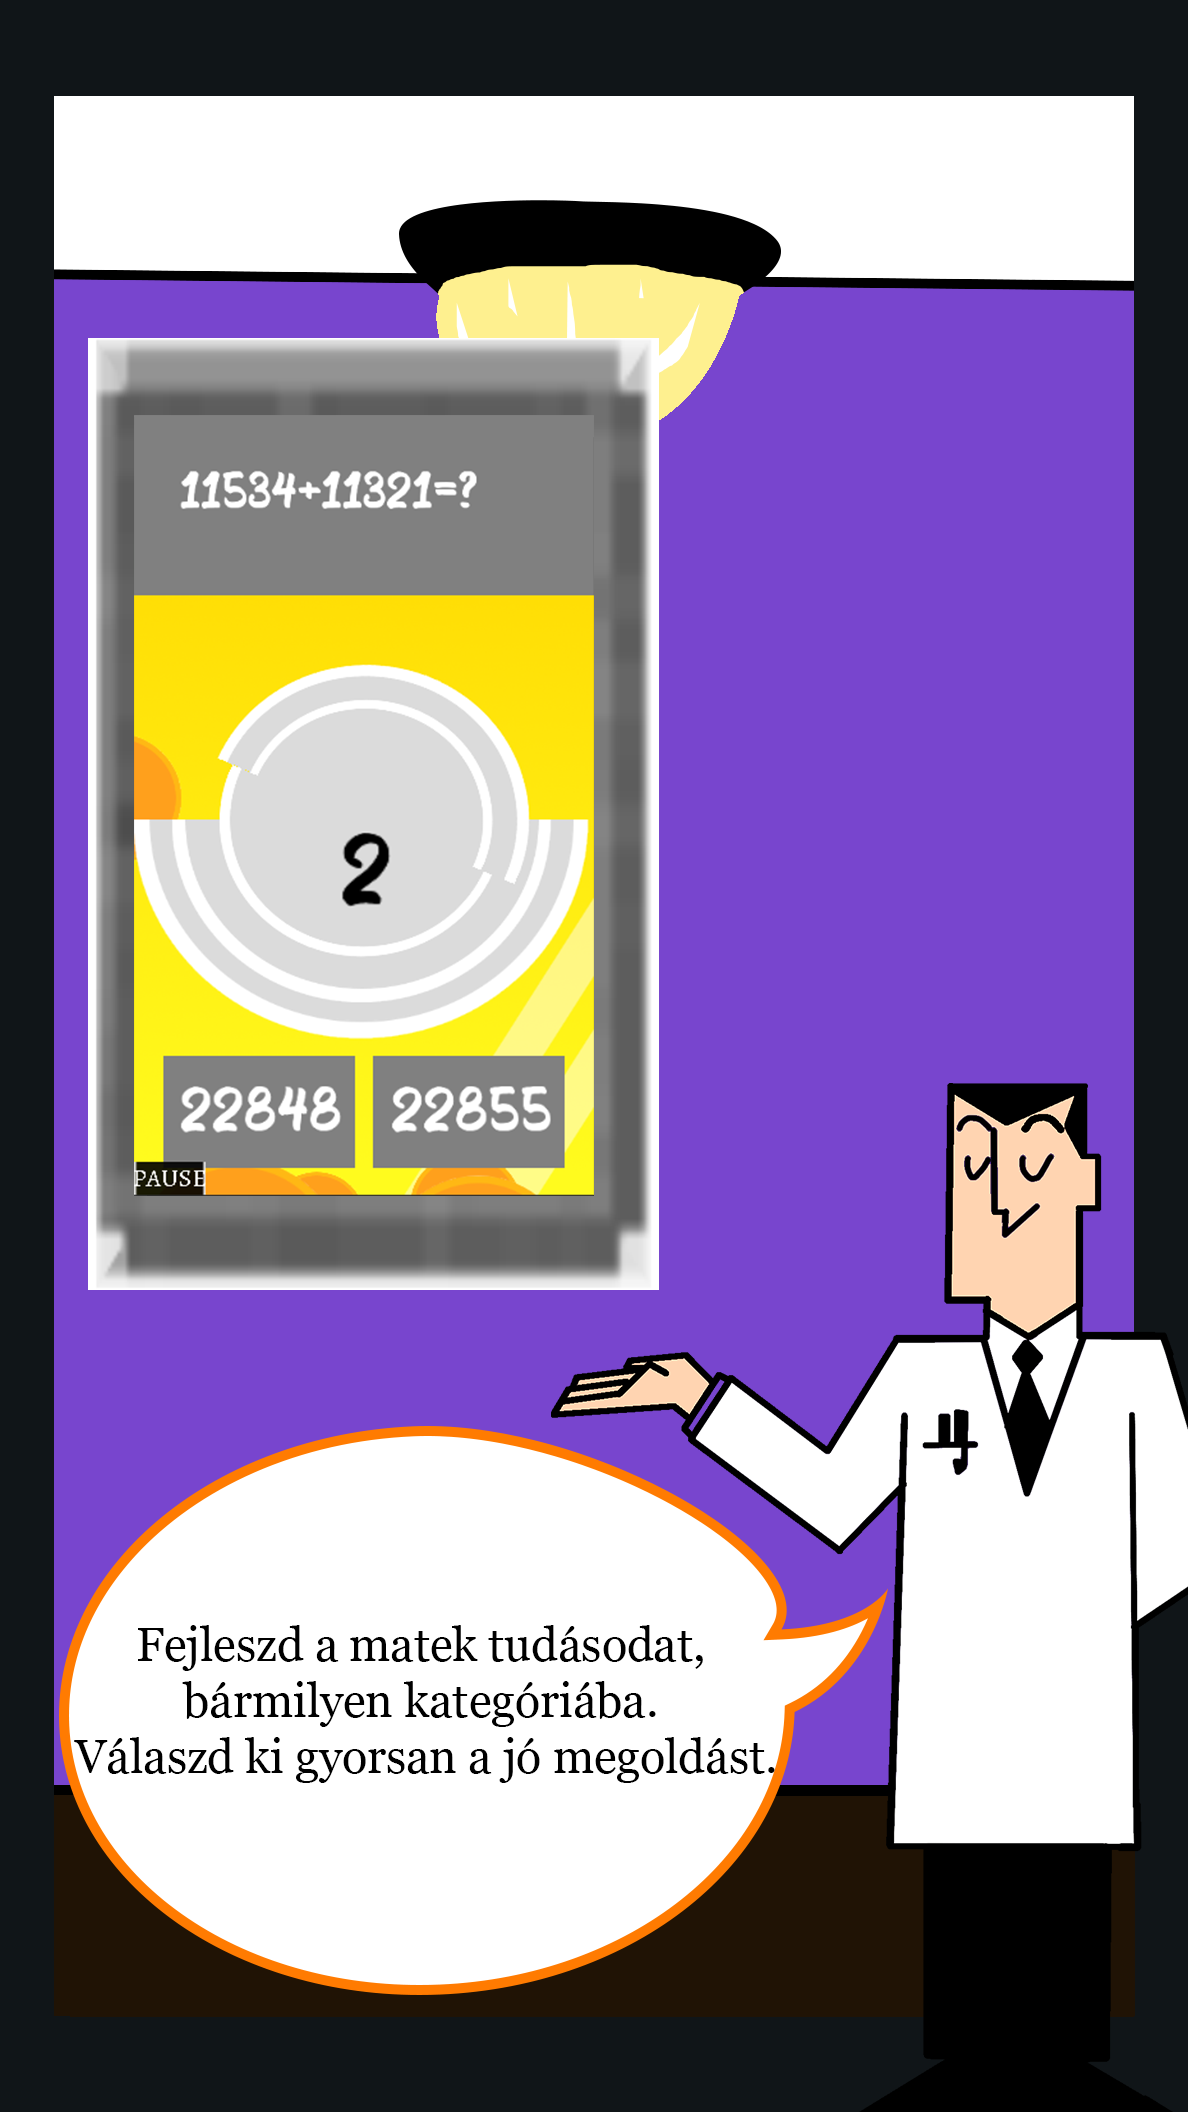 11534+11321=?
2
22848 22855
PAUSE
Fejleszd a matek tudásodat,
bármilyen kategóriába.
Válaszd ki gyorsan a jó megoldást.